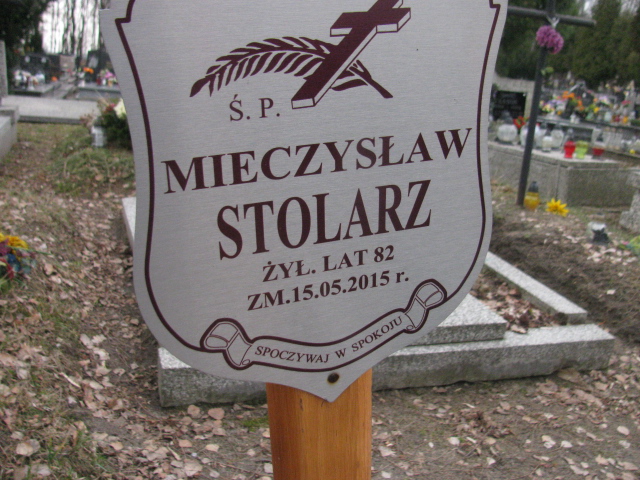 Ś. P.
MIECZYSŁAW
STOLARZ
ŻYŁ. LAT 82
ZM.15.05.2015 r.
SPOCZYWAJ W SPOKOJU